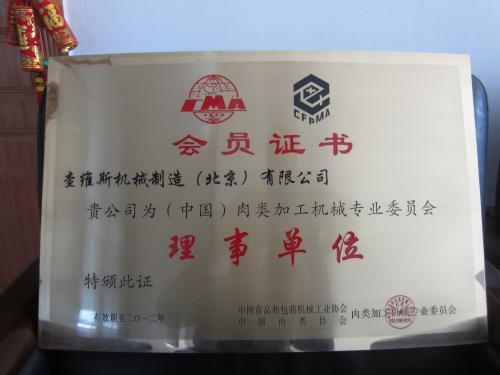 福
CMA
CFPMA
会员证书
查维斯机械制造（北京）有限公司
贵公司为（中国）肉类加工机械专业委员会
理事单位
特颁此证
有效期至二〇一二年
中国食品和包装机械工业协会
中国肉类协会
肉类加工机械专业委员会